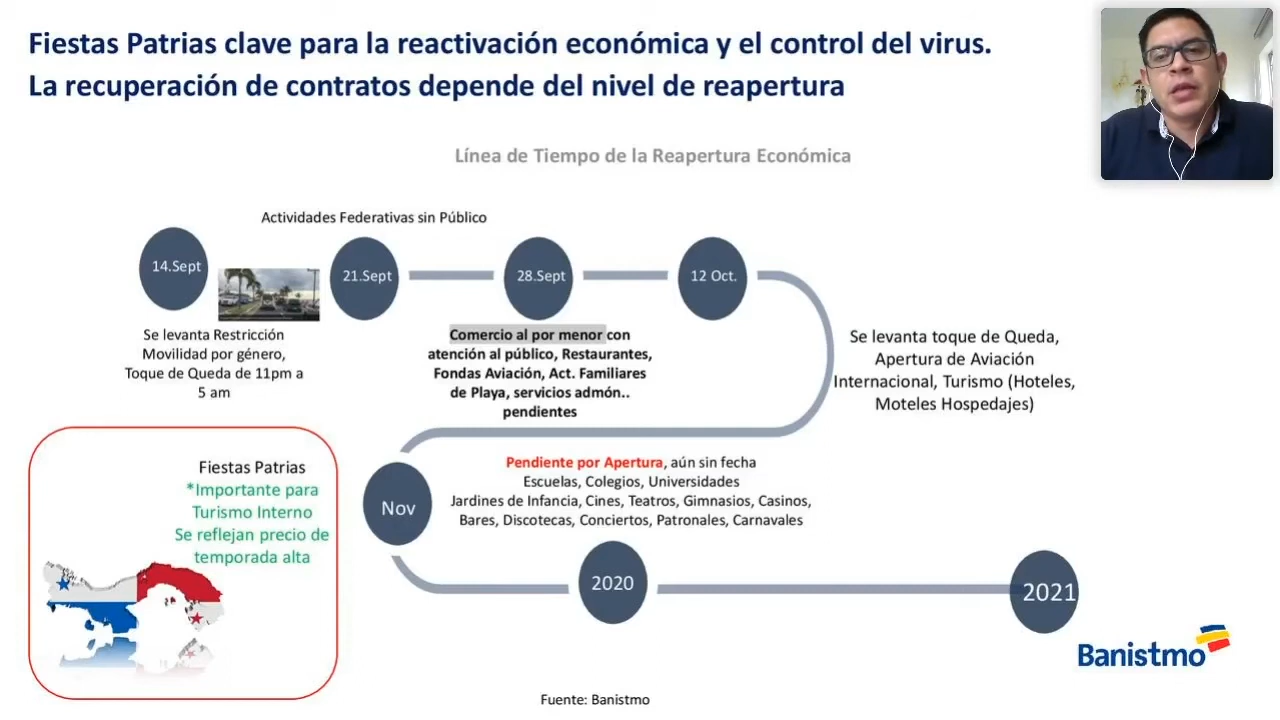 Fiestas Patrias clave para la reactivación económica y el control del virus.
La recuperación de contratos depende del nivel de reapertura
Línea de Tiempo de la Reapertura Económica
Actividades Federativas sin Público
14.Sept
21.Sept
28.Sept
12 Oct.
Se levanta Restricción
Movilidad por género,
Toque de Queda de 11pm a
5 am
Comercio al por menor con
atención al público, Restaurantes,
Fondas Aviación, Act. Familiares
de Playa, servicios admón..
pendientes
Se levanta toque de Queda,
Apertura de Aviación
Internacional, Turismo (Hoteles,
Moteles Hospedajes)
Fiestas Patrias
*Importante para
Turismo Interno
Se reflejan precio de
temporada alta
Nov
Pendiente por Apertura, aún sin fecha
Escuelas, Colegios, Universidades
Jardines de Infancia, Cines, Teatros, Gimnasios, Casinos,
Bares, Discotecas, Conciertos, Patronales, Carnavales
2020
2021
Banistmo
Fuente: Banistmo